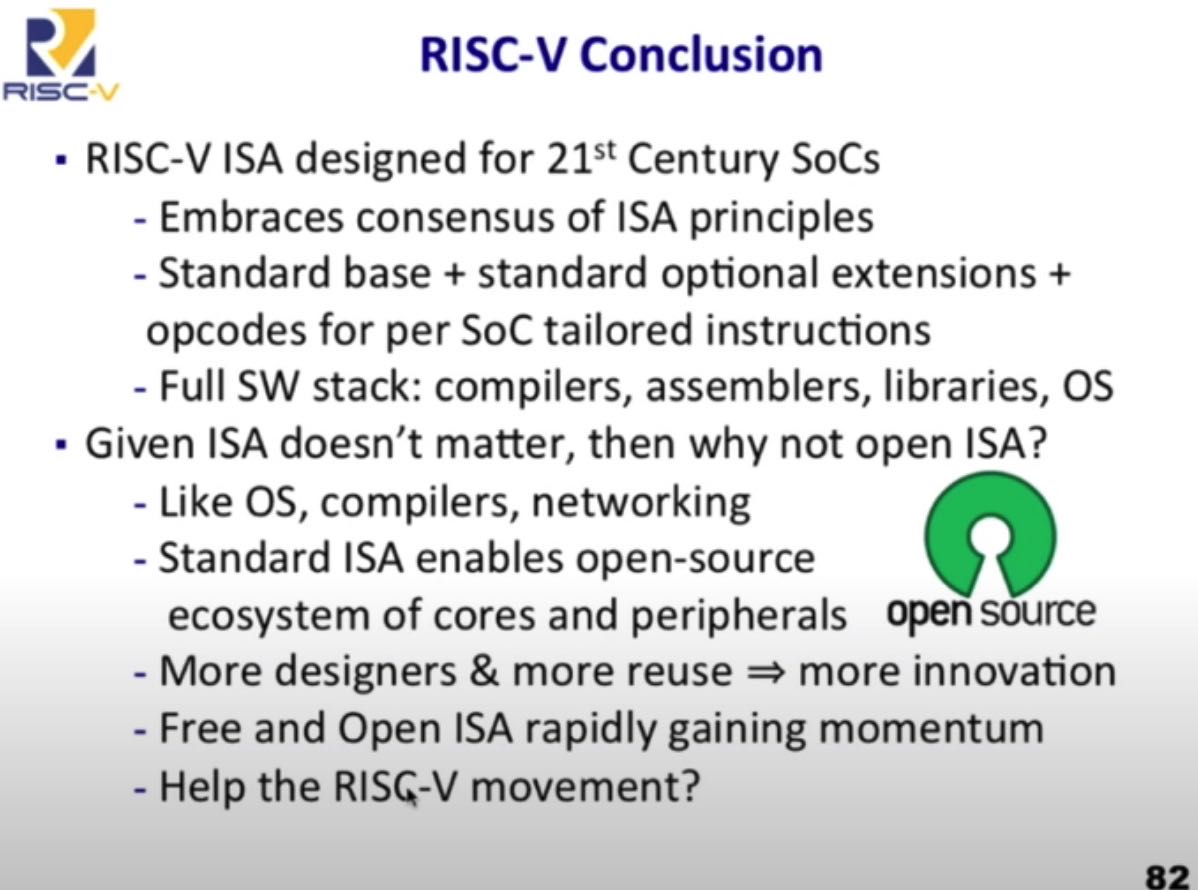 RISC-V
RISC-V Conclusion
▪ RISC-V ISA designed for 21st Century SoCs
- Embraces consensus of ISA principles
- Standard base + standard optional extensions +
opcodes for per SoC tailored instructions
- Full SW stack: compilers, assemblers, libraries, OS
▪ Given ISA doesn’t matter, then why not open ISA?
- Like OS, compilers, networking
- Standard ISA enables open-source
ecosystem of cores and peripherals
open source
- More designers & more reuse ⇒ more innovation
- Free and Open ISA rapidly gaining momentum
- Help the RISC-V movement?
82